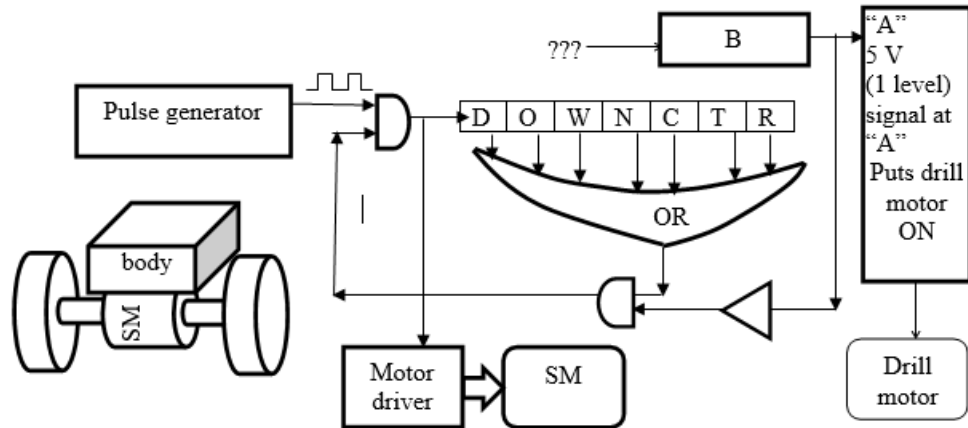 “A”
5 V
(1 level)
signal at
“A”
Puts drill
motor
ON
B
???
Pulse generator
D O W N C T R
OR
body
SM
Motor
driver
SM
Drill
motor